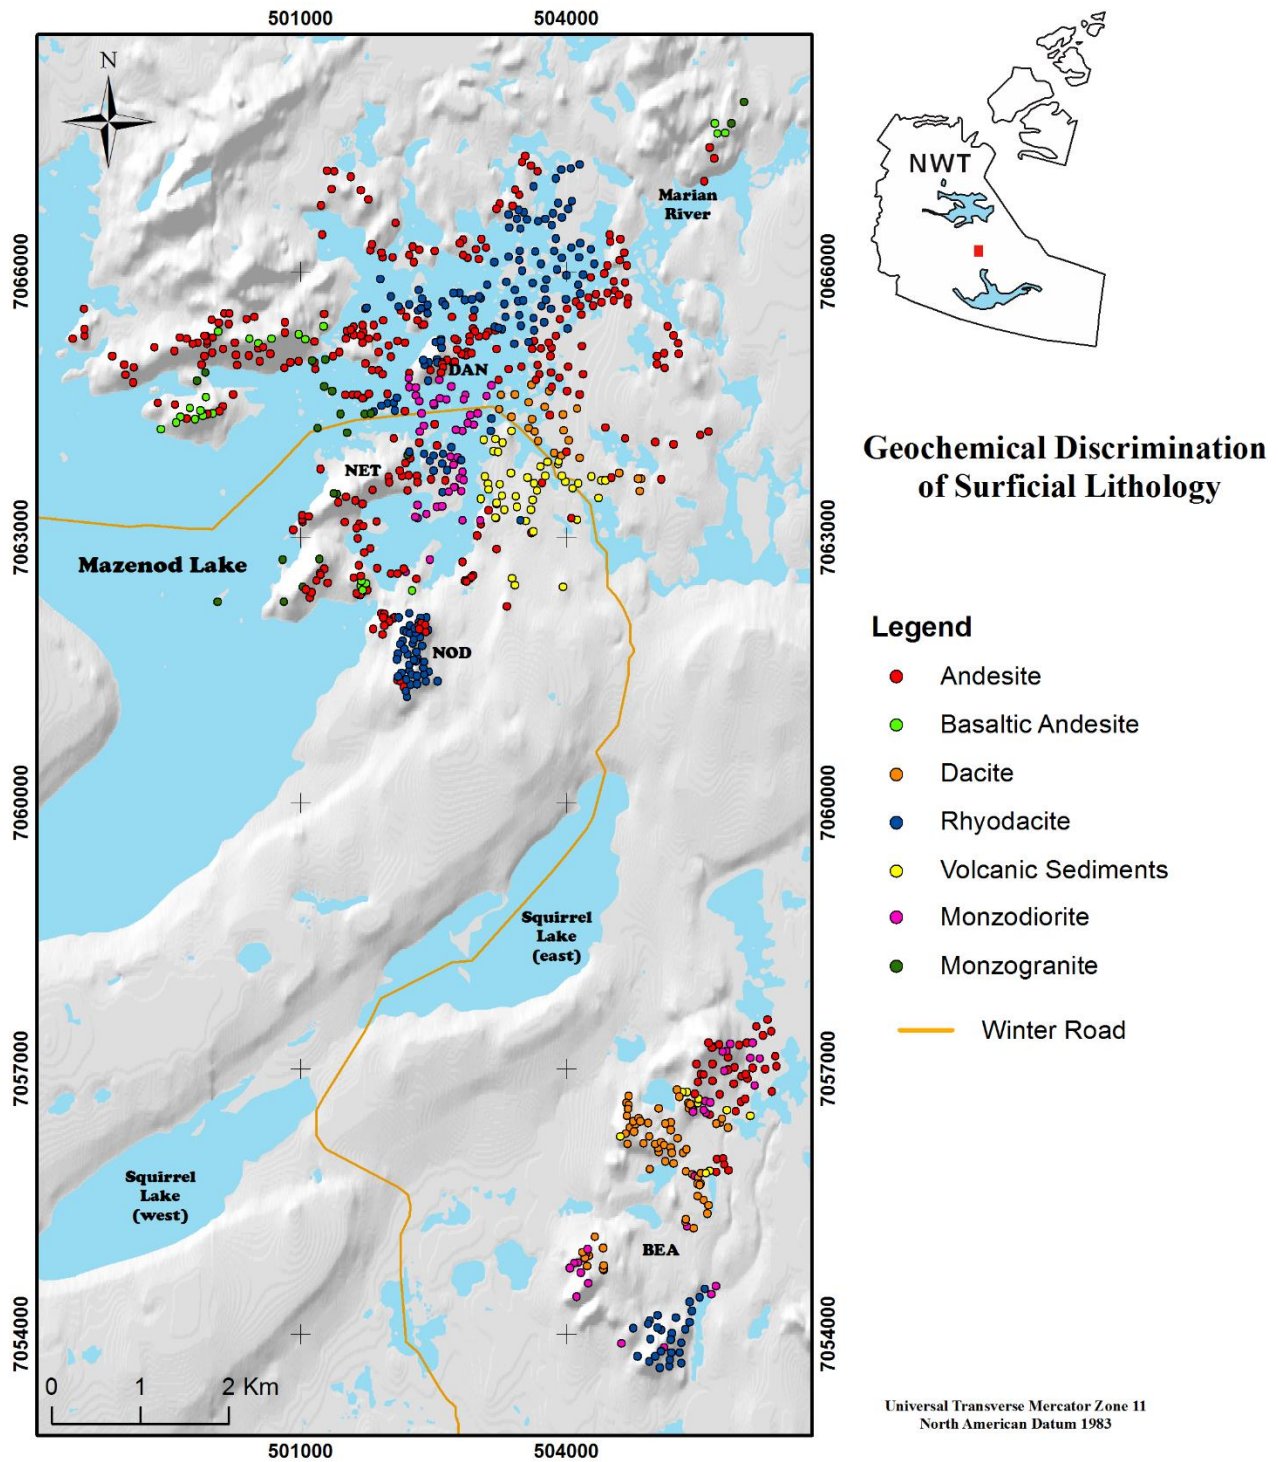 501000
504000
N
NWT
Marian
River
7066000
7066000
DAN
Geochemical Discrimination
of Surficial Lithology
NET
7063000
7063000
Mazenod Lake
Legend
NOD
Andesite
Basaltic Andesite
Dacite
7060000
7060000
Rhyodacite
Volcanic Sediments
Squirrel
Lake
(east)
Monzodiorite
Monzogranite
Winter Road
7057000
7057000
Squirrel
Lake
(west)
BEA
7054000
7054000
0 1 2 Km
Universal Transverse Mercator Zone 11
North American Datum 1983
501000
504000